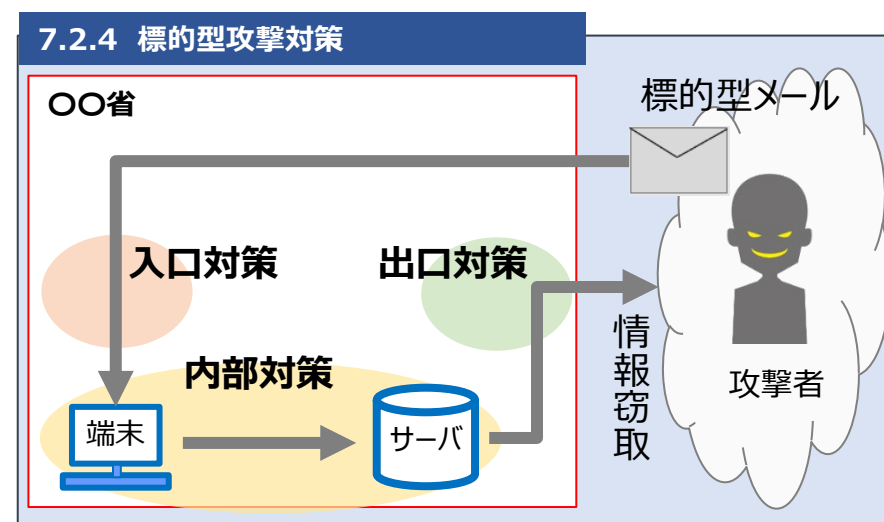 7.2.4 標的型攻撃対策
〇〇省
標的型メール
入口対策
出口対策
内部対策
端末
サーバ
情報窃取
攻撃者